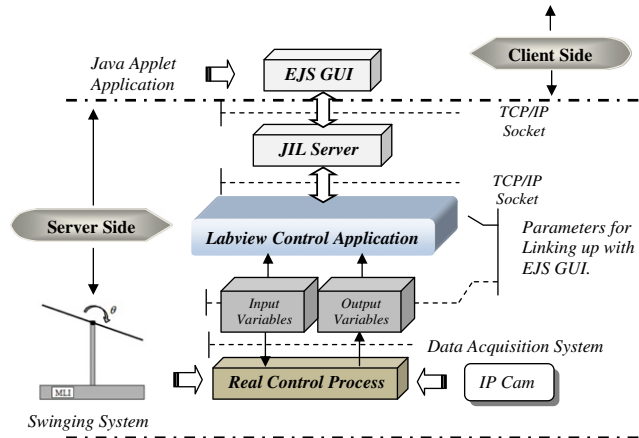 Java Applet
Application
EJS GUI
Client Side
TCP/IP
Socket
JIL Server
TCP/IP
Socket
Server Side
Labview Control Application
Parameters for
Linking up with
EJS GUI.
θ
Input
Variables
Output
Variables
Data Acquisition System
MLI
Real Control Process
IP Cam
Swinging System